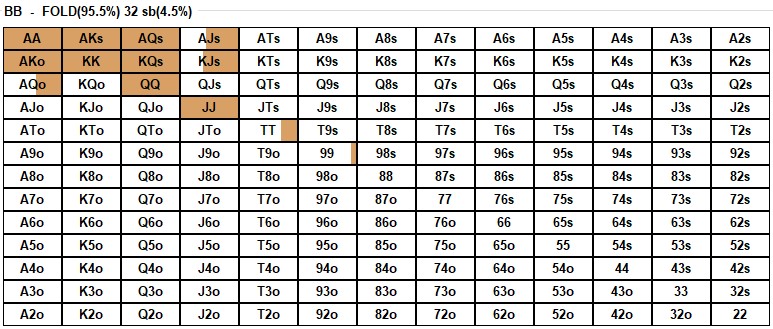 BB - FOLD(95.5%) 32 sb(4.5%)
AA AKs AQs AJs ATs A9s A8s A7s A6s A5s A4s A3s A2s
AKo KK KQs KJs KTs K9s K8s K7s K6s K5s K4s K3s K2s
AQo KQo QQ QJs QTs Q9s Q8s Q7s Q6s Q5s Q4s Q3s Q2s
AJo KJo QJo JJ JTs J9s J8s J7s J6s J5s J4s J3s J2s
ATo KTo QTo JTo TT T9s T8s T7s T6s T5s T4s T3s T2s
A9o K9o Q9o J9o T9o 99 98s 97s 96s 95s 94s 93s 92s
A8o K8o Q8o J8o T8o 98o 88 87s 86s 85s 84s 83s 82s
A7o K7o Q7o J7o T7o 97o 87o 77 76s 75s 74s 73s 72s
A6o K6o Q6o J6o T6o 96o 86o 76o 66 65s 64s 63s 62s
A5o K5o Q5o J5o T5o 95o 85o 75o 65o 55 54s 53s 52s
A4o K4o Q4o J4o T4o 94o 84o 74o 64o 54o 44 43s 42s
A3o K3o Q3o J3o T3o 93o 83o 73o 63o 53o 43o 33 32s
A2o K2o Q2o J2o T2o 92o 82o 72o 62o 52o 42o 32o 22